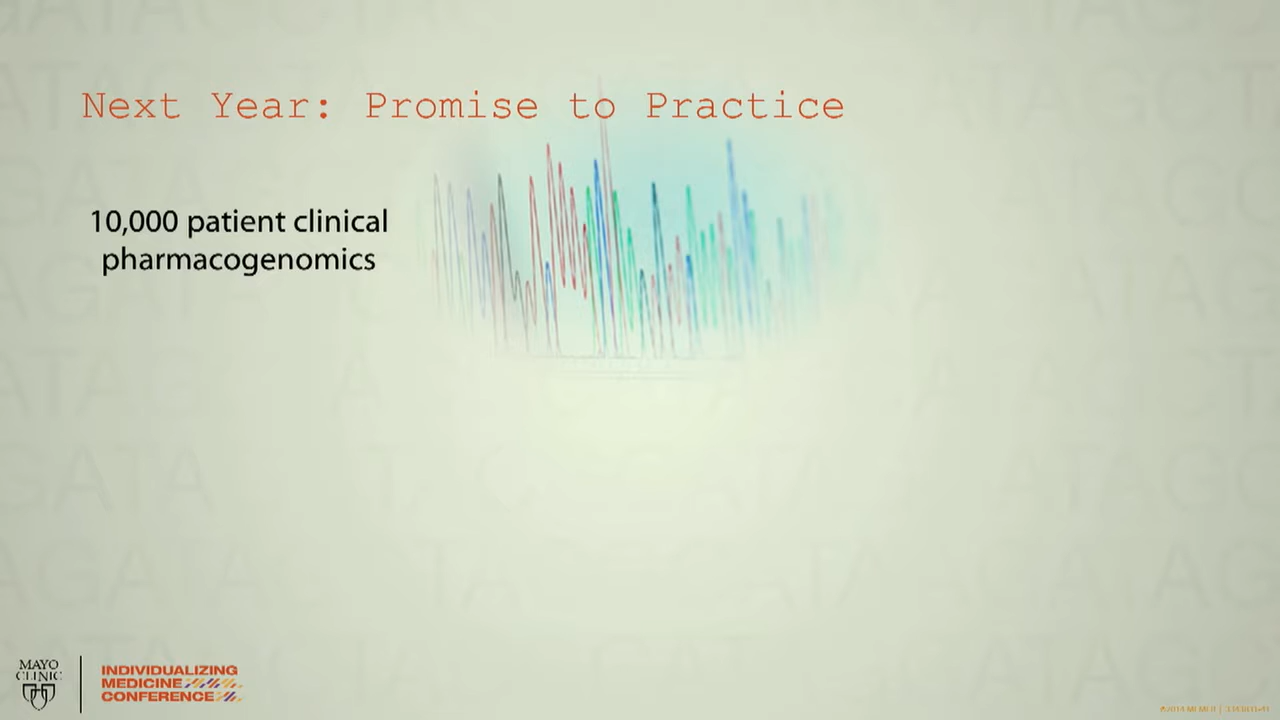 Next Year: Promise to Practice
10,000 patient clinical
pharmacogenomics
MAYO
CLINIC
INDIVIDUALIZING
MEDICINE
CONFERENCE